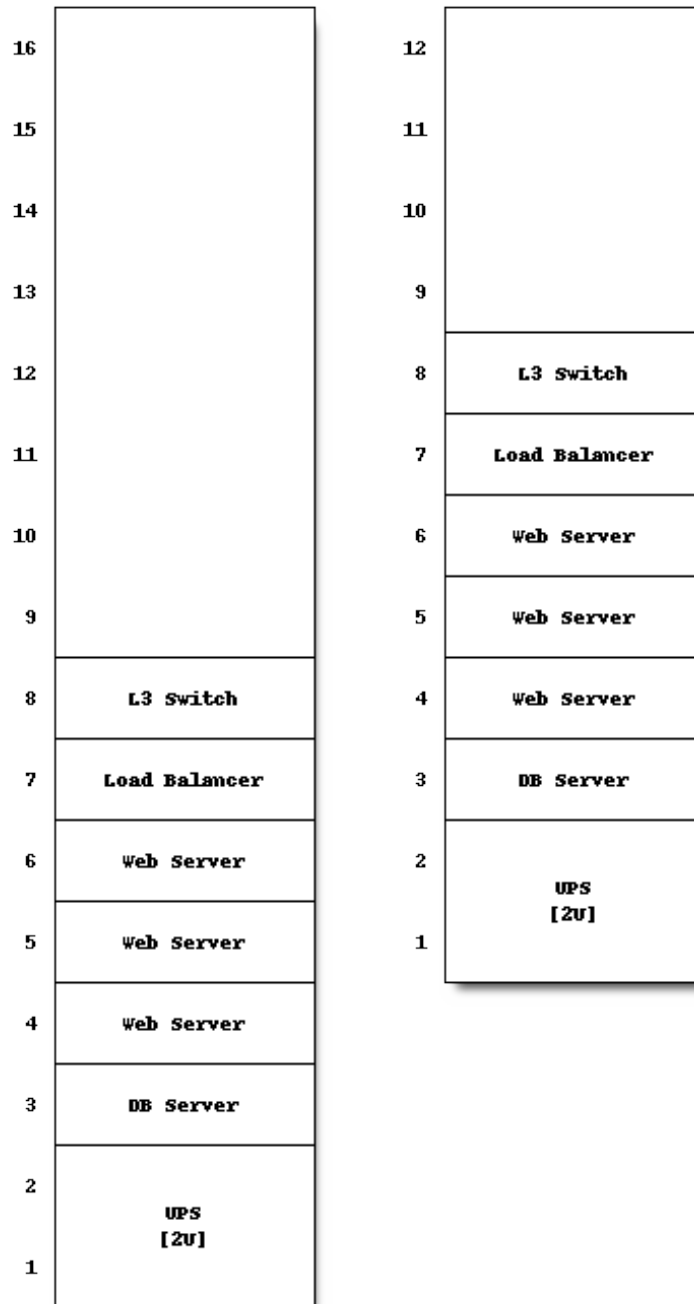 16
15
14
13
12
11
10
9
8 L3 Switch
7 Load Balancer
6 Web Server
5 Web Server
4 Web Server
3 DB Server
2
UPS
[2U]
1
12
11
10
9
8 L3 Switch
7 Load Balancer
6 Web Server
5 Web Server
4 Web Server
3 DB Server
2
UPS
[2U]
1